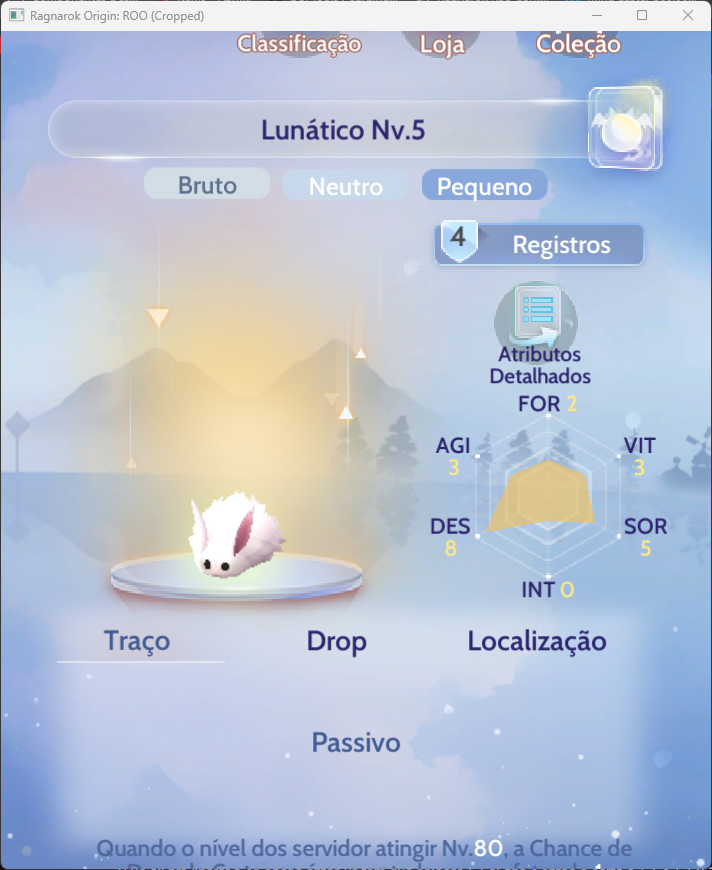 Ragnarok Origin: ROO (Cropped)
Classificação
Loja
Coleção
Lunático Nv.5
Bruto
Neutro
Pequeno
4
Registros
Atributos
Detalhados
FOR 2
AGI
3
VIT
3
DES
8
SOR
5
INT 0
Traço
Drop
Localização
Passivo
Quando o nível dos servidor atingir Nv.80, a Chance de